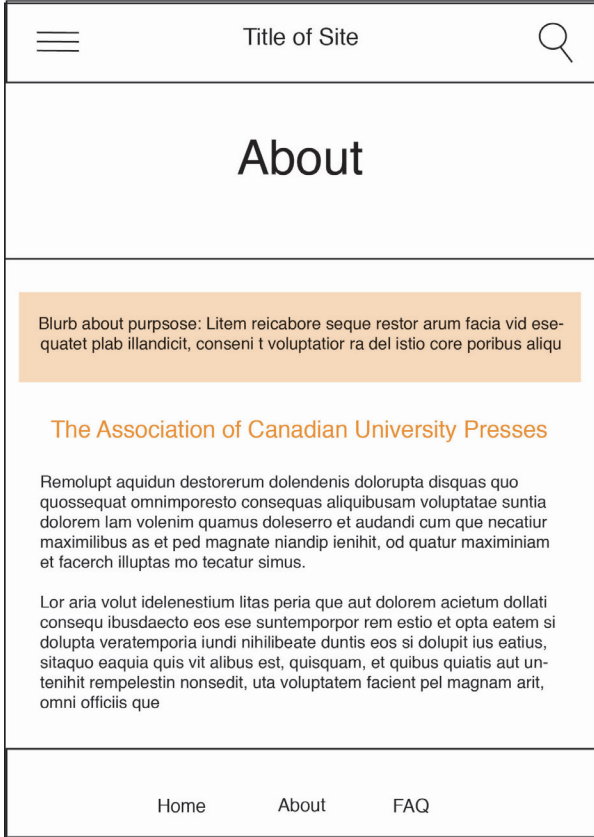 Title of Site
About
Blurb about purpsose: Litem reicabore seque restor arum facia vid ese-
quatet plab illandicit, conseni t voluptatior ra del istio core poribus aliqu
The Association of Canadian University Presses
Remolupt aquidun destorerum dolendenis dolorupta disquas quo
quossequat omnimporesto consequas aliquibusam voluptatae suntia
dolorem lam volenim quamus doleserro et audandi cum que necatiur
maximilibus as et ped magnate niandip ienihit, od quatur maximiniam
et facerch illuptas mo tecatur simus.
Lor aria volut idelenestium litas peria que aut dolorem acietum dollati
consequ ibusdaecto eos ese suntemporpor rem estio et opta eatem si
dolupta veratemporia iundi nihilibeate duntis eos si dolupit ius eatius,
sitaquo eaquia quis vit alibus est, quisquam, et quibus quiatis aut un-
tenihit rempelestin nonsedit, uta voluptatem facient pel magnam arit,
omni officiis que
Home About FAQ